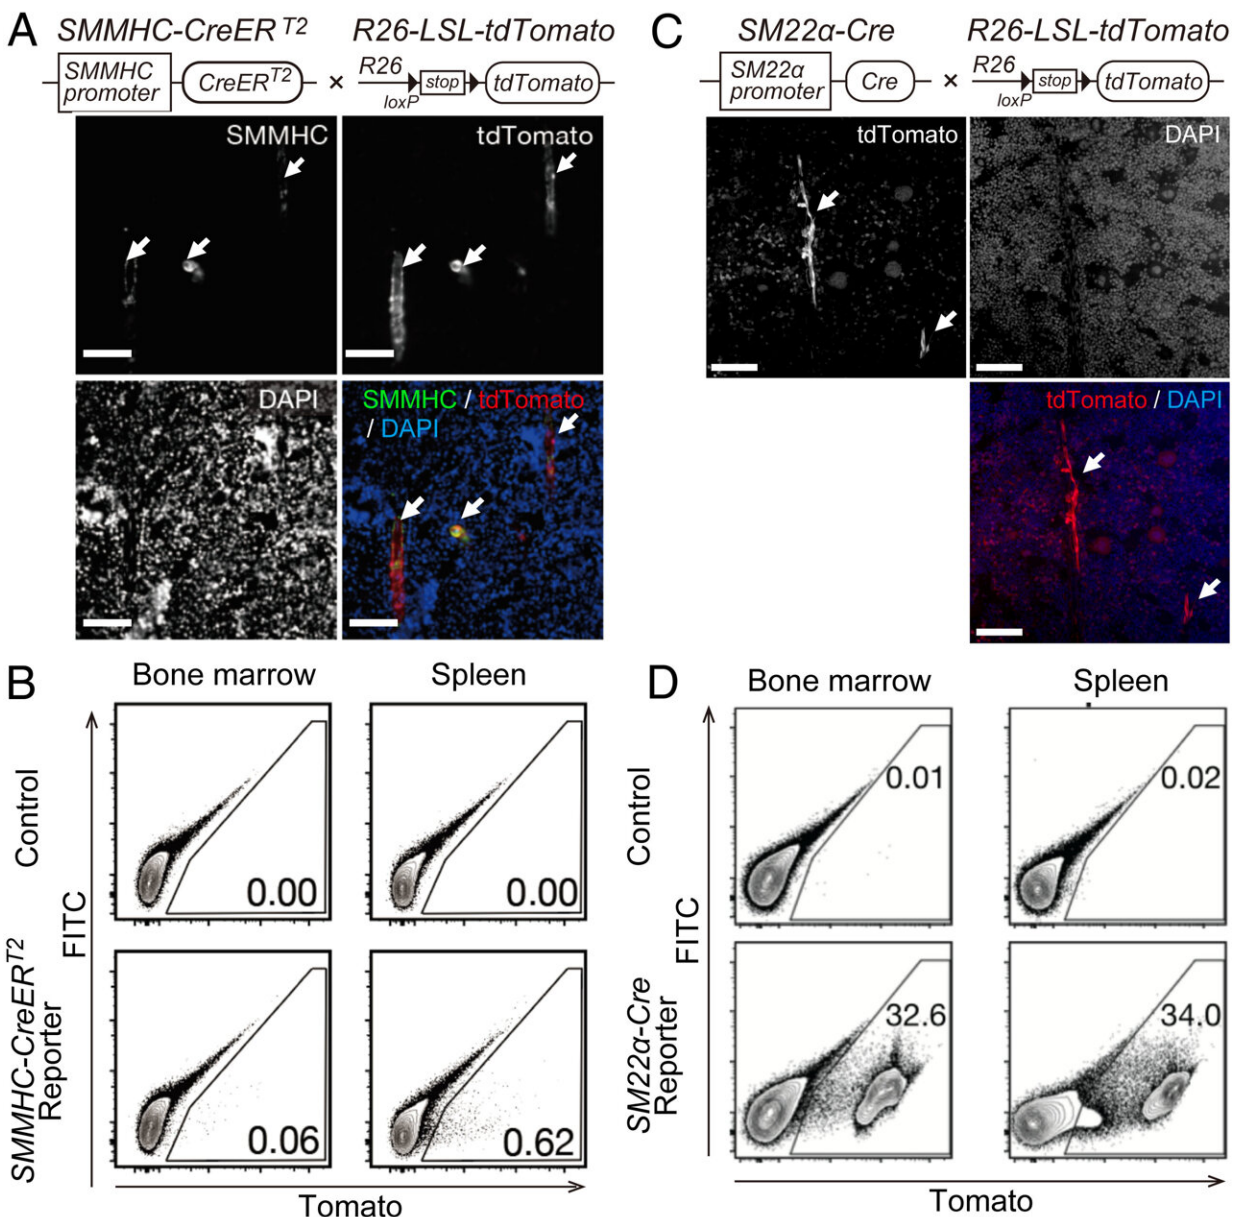 A
SMMHC-CreER T2
R26-LSL-tdTomato
SMMHC
promoter
CreER T2
×
R26
loxP
stop
tdTomato
SMMHC
tdTomato
DAPI
SMMHC / tdTomato
/ DAPI
C
SM22α-Cre
R26-LSL-tdTomato
SM22α
promoter
Cre
×
R26
loxP
stop
tdTomato
tdTomato
DAPI
tdTomato / DAPI
B
Bone marrow
Spleen
Control
0.00
0.00
FITC
SMMHC-CreER T2
Reporter
0.06
0.62
Tomato
D
Bone marrow
Spleen
Control
0.01
0.02
FITC
SM22α-Cre
Reporter
32.6
34.0
Tomato